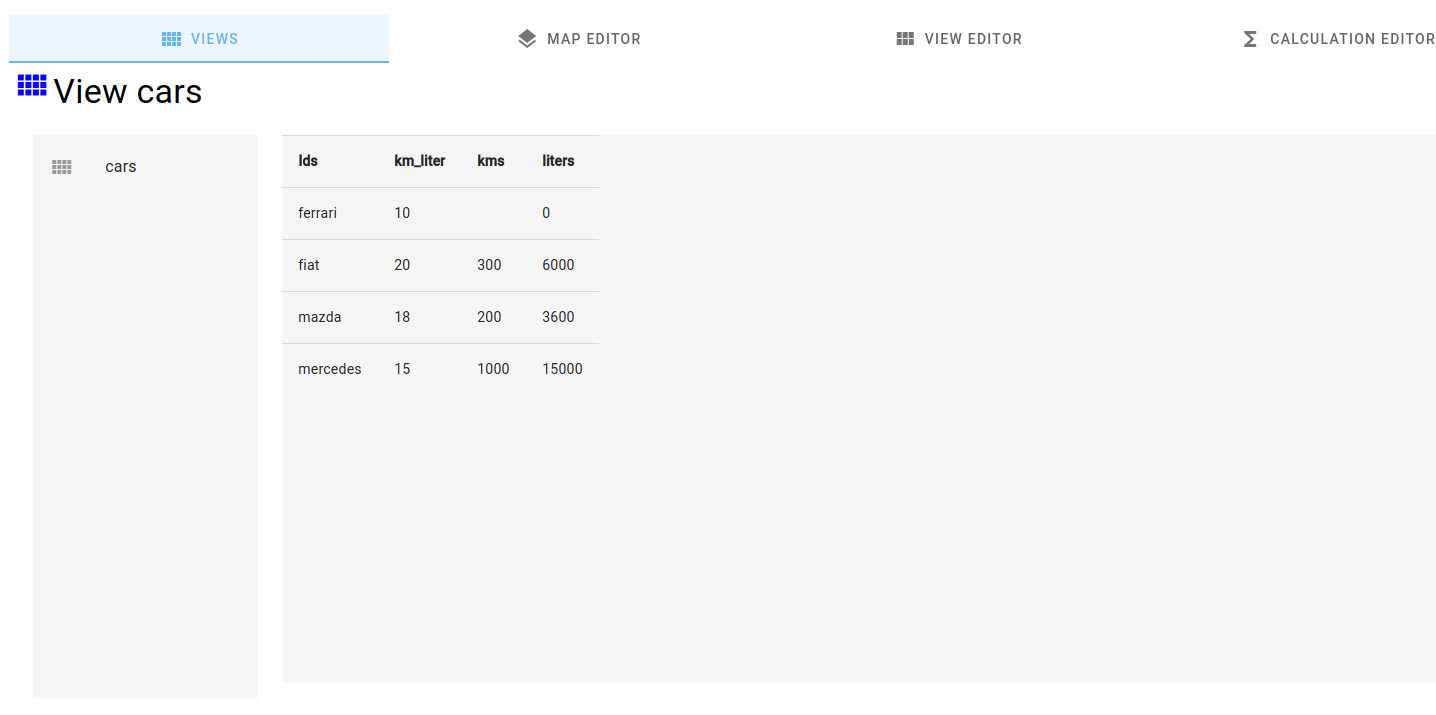 VIEWS MAP EDITOR VIEW EDITOR CALCULATION EDITOR
View cars
cars
Ids km_liter kms liters
ferrari 10 0
fiat 20 300 6000
mazda 18 200 3600
mercedes 15 1000 15000